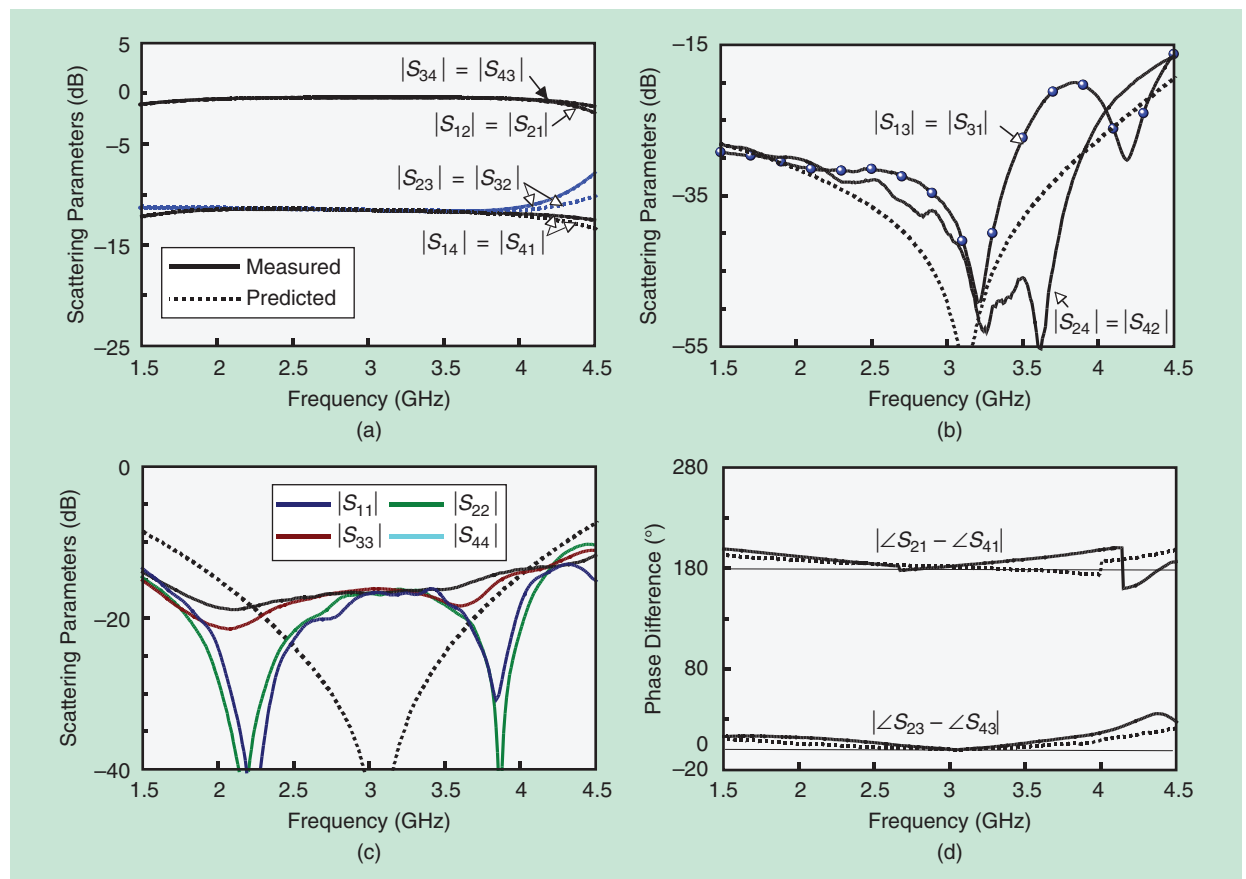 5
0
–5
–15
–25
Scattering Parameters (dB)
|S34| = |S43|
|S12| = |S21|
|S23| = |S32|
|S14| = |S41|
Measured
Predicted
1.5 2 2.5 3 3.5 4 4.5
Frequency (GHz)
(a)
–15
–35
–55
Scattering Parameters (dB)
|S13| = |S31|
|S24| = |S42|
1.5 2 2.5 3 3.5 4 4.5
Frequency (GHz)
(b)
0
–20
–40
Scattering Parameters (dB)
|S11| |S22|
|S33| |S44|
1.5 2 2.5 3 3.5 4 4.5
Frequency (GHz)
(c)
280
180
80
0
–20
Phase Difference (°)
|∠S21 – ∠S41|
|∠S23 – ∠S43|
1.5 2 2.5 3 3.5 4 4.5
Frequency (GHz)
(d)